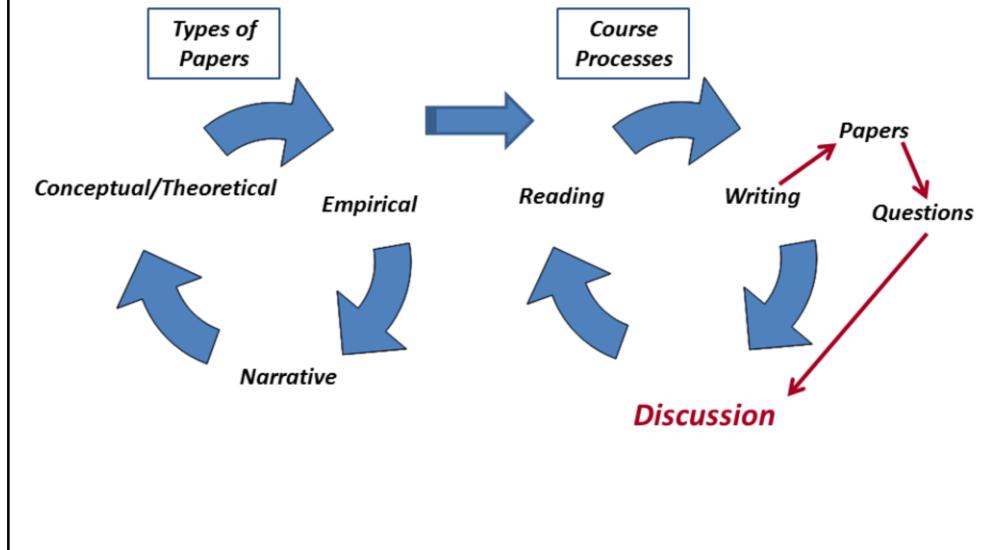 Types of
Papers
Course
Processes
Papers
Conceptual/Theoretical
Empirical
Reading
Writing
Questions
Narrative
Discussion